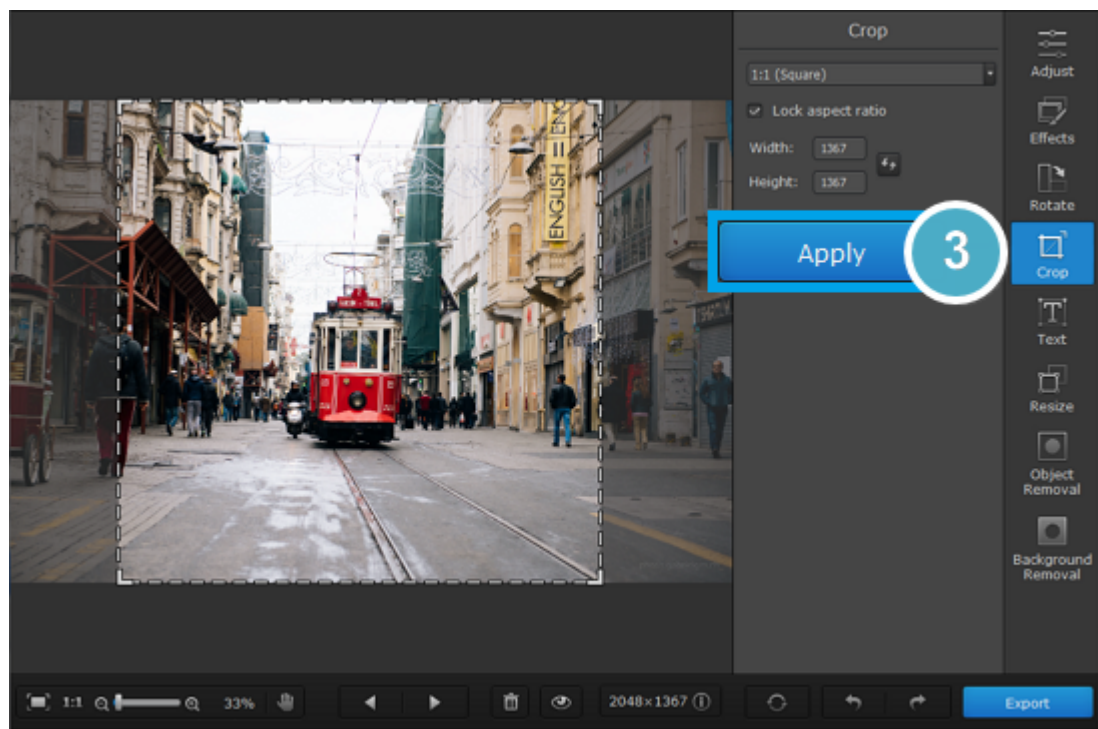 Crop
1:1 (Square)
Lock aspect ratio
Width: 1367
Height: 1367
Apply
3
Adjust
Effects
Rotate
Crop
Text
Resize
Object
Removal
Background
Removal
ENGLISH = ENG
1:1
33%
2048×1367
Export